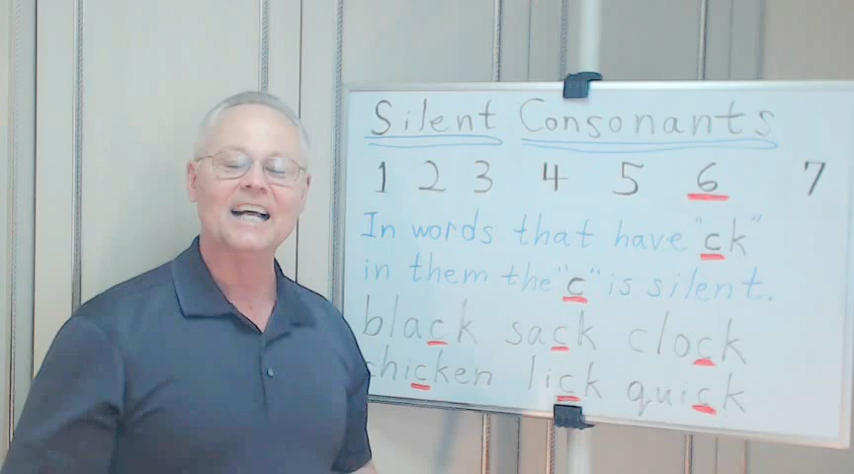 Silent Consonants
1 2 3 4 5 6 7
In words that have "ck"
in them the "c" is silent.
black sack clock
chicken lick quick